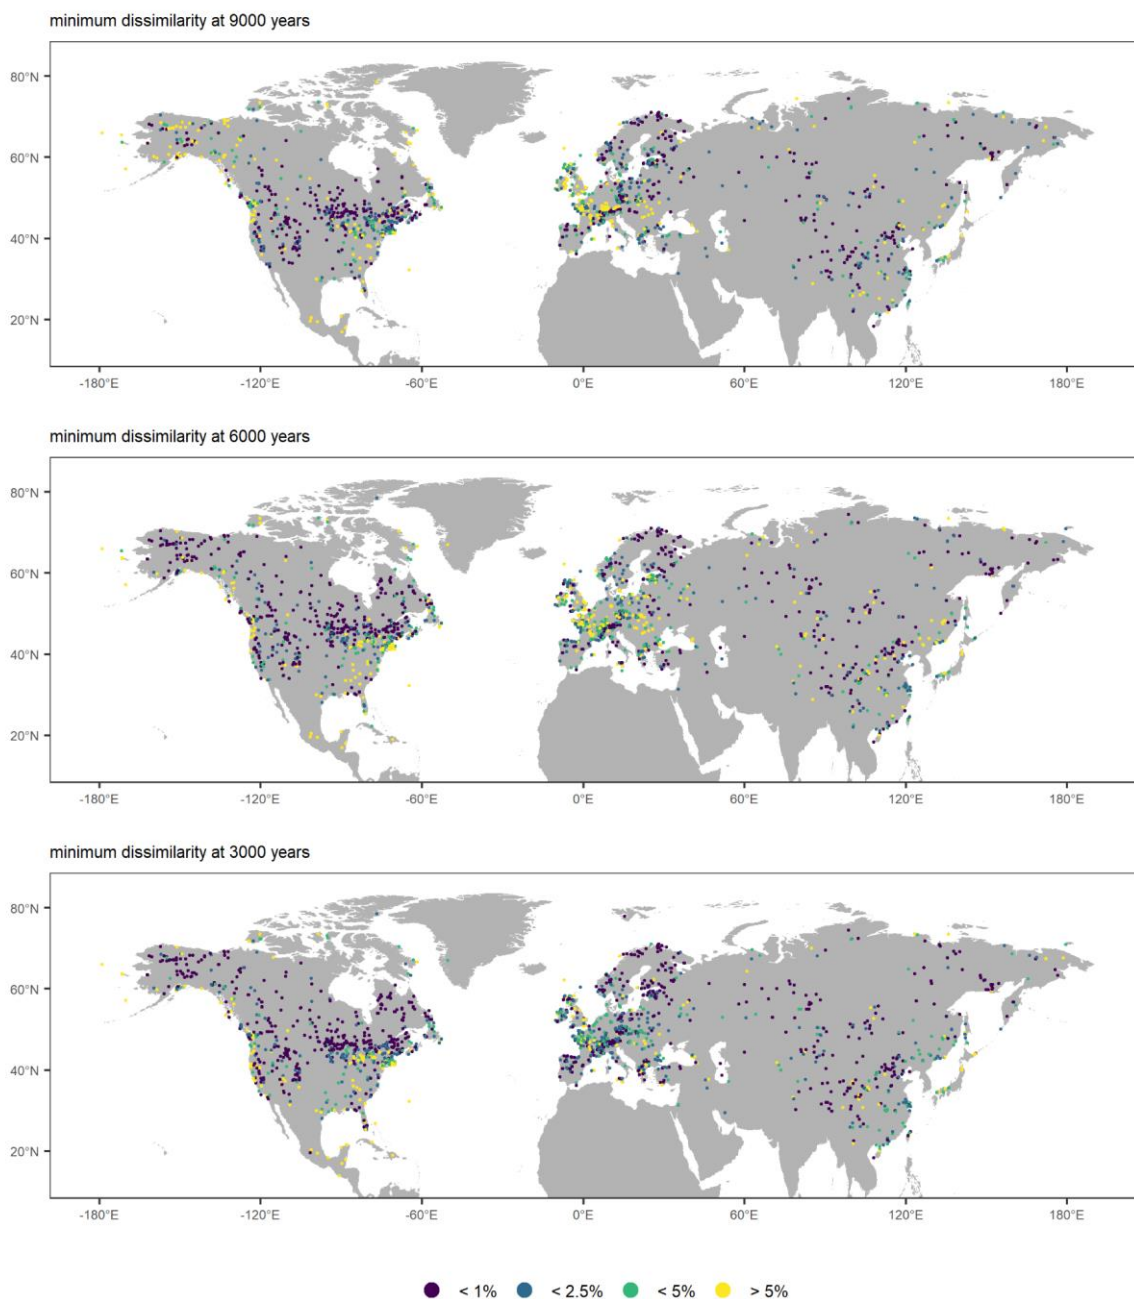 minimum dissimilarity at 9000 years
80°N
60°N
40°N
20°N
-180°E -120°E -60°E 0°E 60°E 120°E 180°E
minimum dissimilarity at 6000 years
80°N
60°N
40°N
20°N
-180°E -120°E -60°E 0°E 60°E 120°E 180°E
minimum dissimilarity at 3000 years
80°N
60°N
40°N
20°N
-180°E -120°E -60°E 0°E 60°E 120°E 180°E
< 1% < 2.5% < 5% > 5%